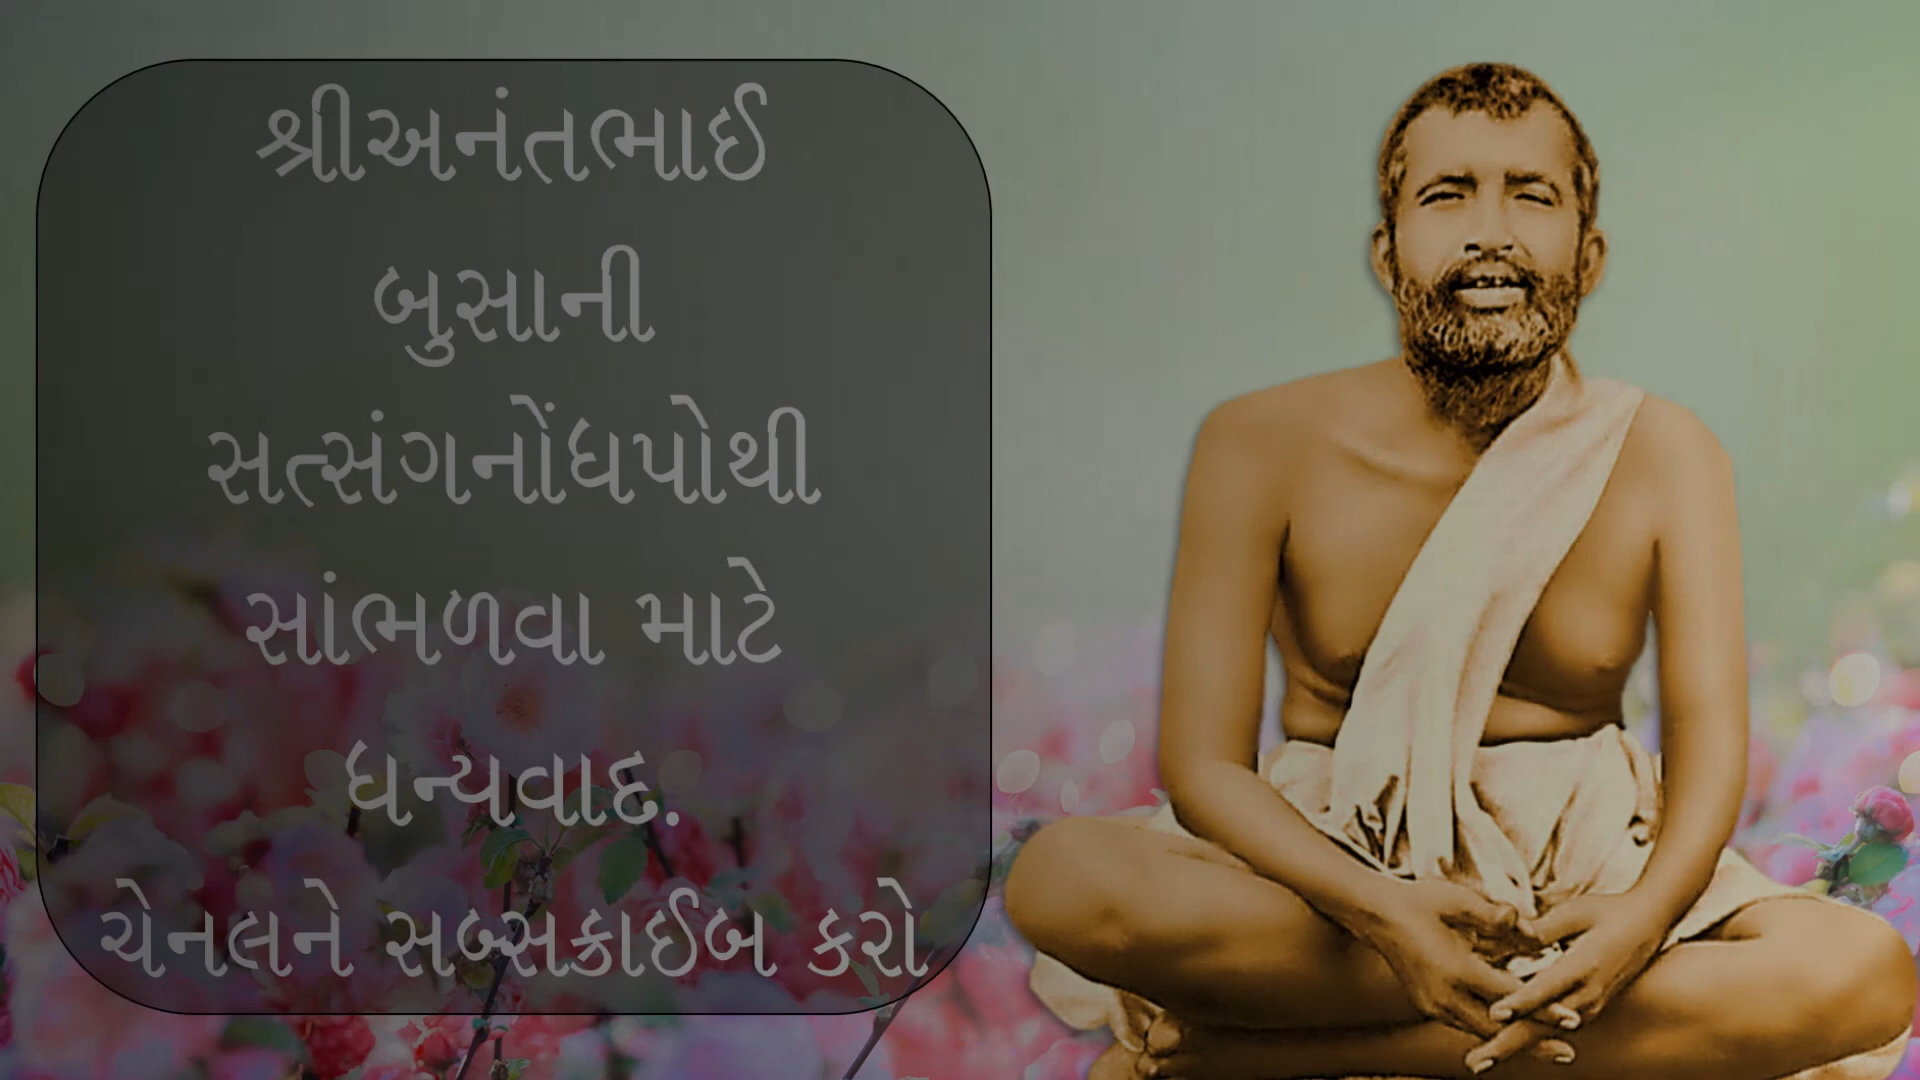 શ્રીઅનંતભાઈ
બુસાની
સત્સંગનોંધપોથી
સાંભળવા માટે
ધન્યવાદ.
ચેનલને સબ્સક્રાઈબ કરો